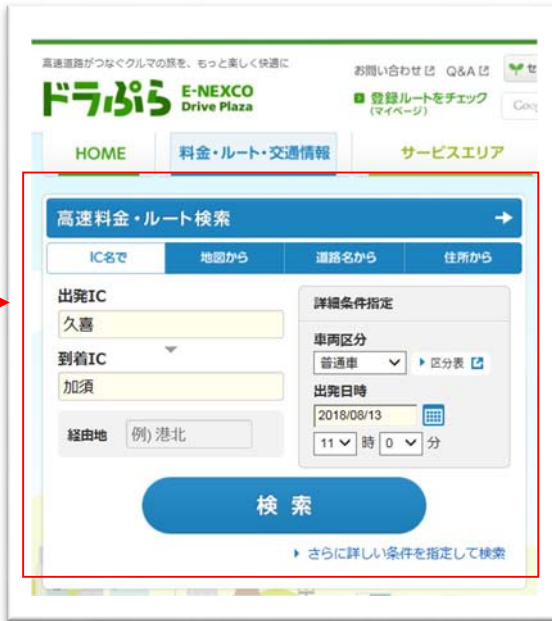 高速道路がつなぐクルマの旅を、もっと楽しく快適に
お問い合わせ Q&A
ドラぷら E-NEXCO
Drive Plaza
登録ルートをチェック
(マイページ)
HOME 料金・ルート・交通情報 サービスエリア
高速料金・ルート検索
IC名で 地図から 道路名から 住所から
出発IC
久喜
到着IC
加須
経由地 例) 港北
詳細条件指定
車両区分
普通車 区分表
出発日時
2018/08/13
11 時 0 分
検 索
さらに詳しい条件を指定して検索